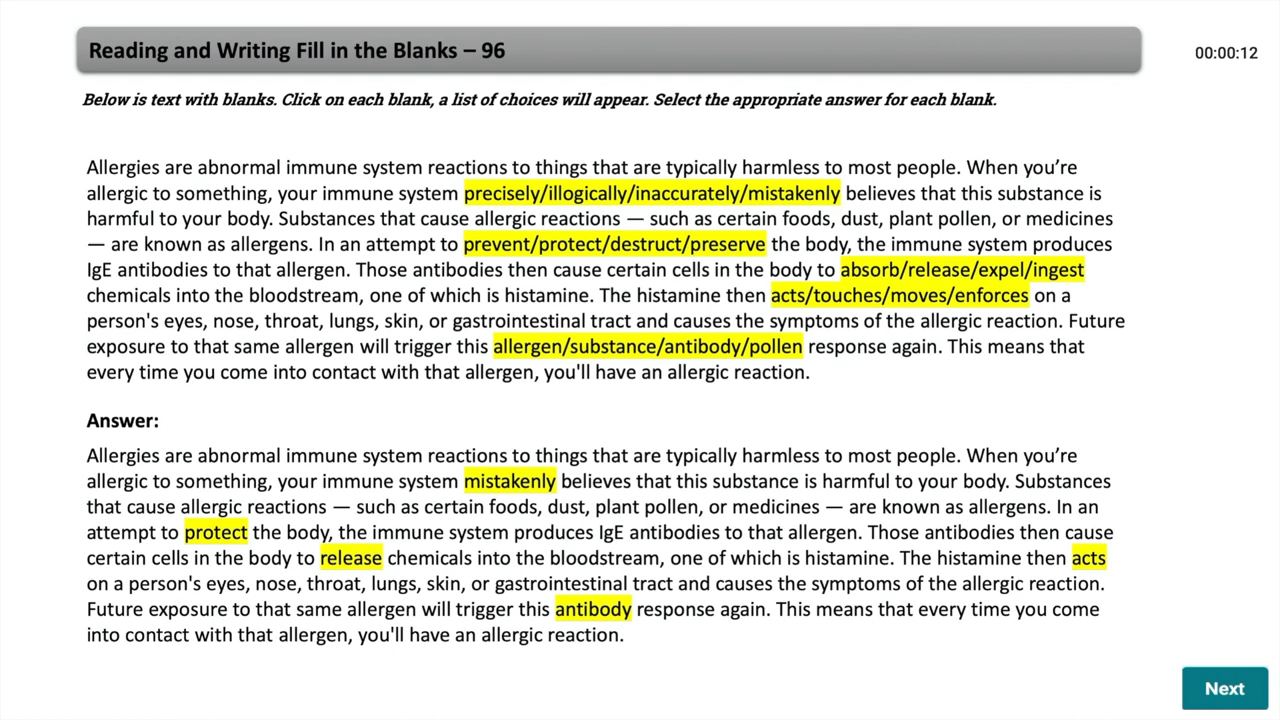 Reading and Writing Fill in the Blanks – 96
00:00:12
Below is text with blanks. Click on each blank, a list of choices will appear. Select the appropriate answer for each blank.
Allergies are abnormal immune system reactions to things that are typically harmless to most people. When you’re
allergic to something, your immune system precisely/illogically/inaccurately/mistakenly believes that this substance is
harmful to your body. Substances that cause allergic reactions — such as certain foods, dust, plant pollen, or medicines
— are known as allergens. In an attempt to prevent/protect/destruct/preserve the body, the immune system produces
IgE antibodies to that allergen. Those antibodies then cause certain cells in the body to absorb/release/expel/ingest
chemicals into the bloodstream, one of which is histamine. The histamine then acts/touches/moves/enforces on a
person's eyes, nose, throat, lungs, skin, or gastrointestinal tract and causes the symptoms of the allergic reaction. Future
exposure to that same allergen will trigger this allergen/substance/antibody/pollen response again. This means that
every time you come into contact with that allergen, you'll have an allergic reaction.
Answer:
Allergies are abnormal immune system reactions to things that are typically harmless to most people. When you’re
allergic to something, your immune system mistakenly believes that this substance is harmful to your body. Substances
that cause allergic reactions — such as certain foods, dust, plant pollen, or medicines — are known as allergens. In an
attempt to protect the body, the immune system produces IgE antibodies to that allergen. Those antibodies then cause
certain cells in the body to release chemicals into the bloodstream, one of which is histamine. The histamine then acts
on a person's eyes, nose, throat, lungs, skin, or gastrointestinal tract and causes the symptoms of the allergic reaction.
Future exposure to that same allergen will trigger this antibody response again. This means that every time you come
into contact with that allergen, you'll have an allergic reaction.
Next